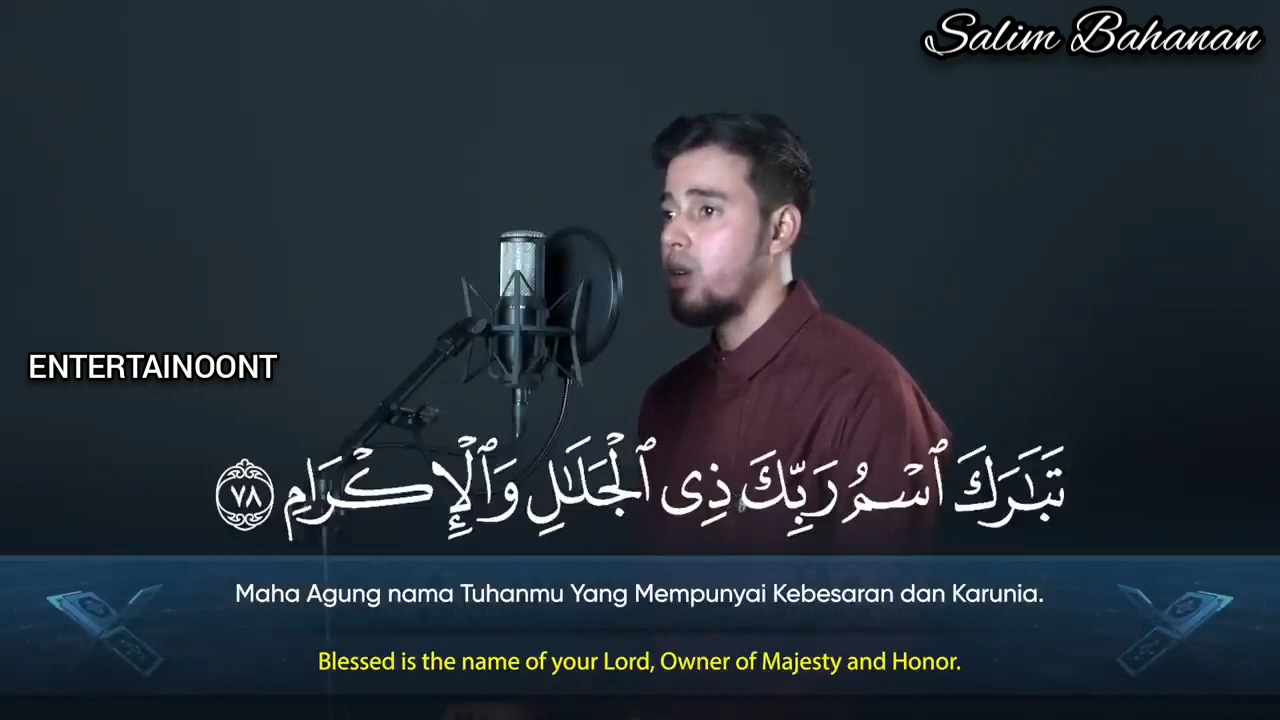 Salim Bahanan
ENTERTAINOONT
تَبَٰرَكَ ٱسْمُ رَبِّكَ ذِى ٱلْجَلَٰلِ وَٱلْإِكْرَامِ ٧٨
Maha Agung nama Tuhanmu Yang Mempunyai Kebesaran dan Karunia.
Blessed is the name of your Lord, Owner of Majesty and Honor.